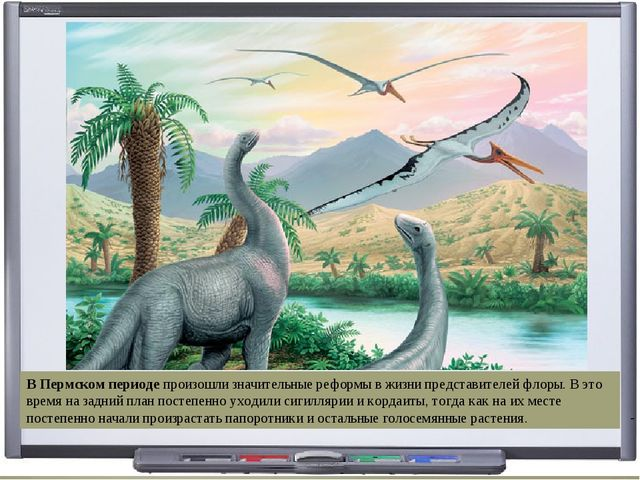 В Пермском периоде произошли значительные реформы в жизни представителей флоры. В это
время на задний план постепенно уходили сигиллярии и кордаиты, тогда как на их месте
постепенно начали произрастать папоротники и остальные голосемянные растения.